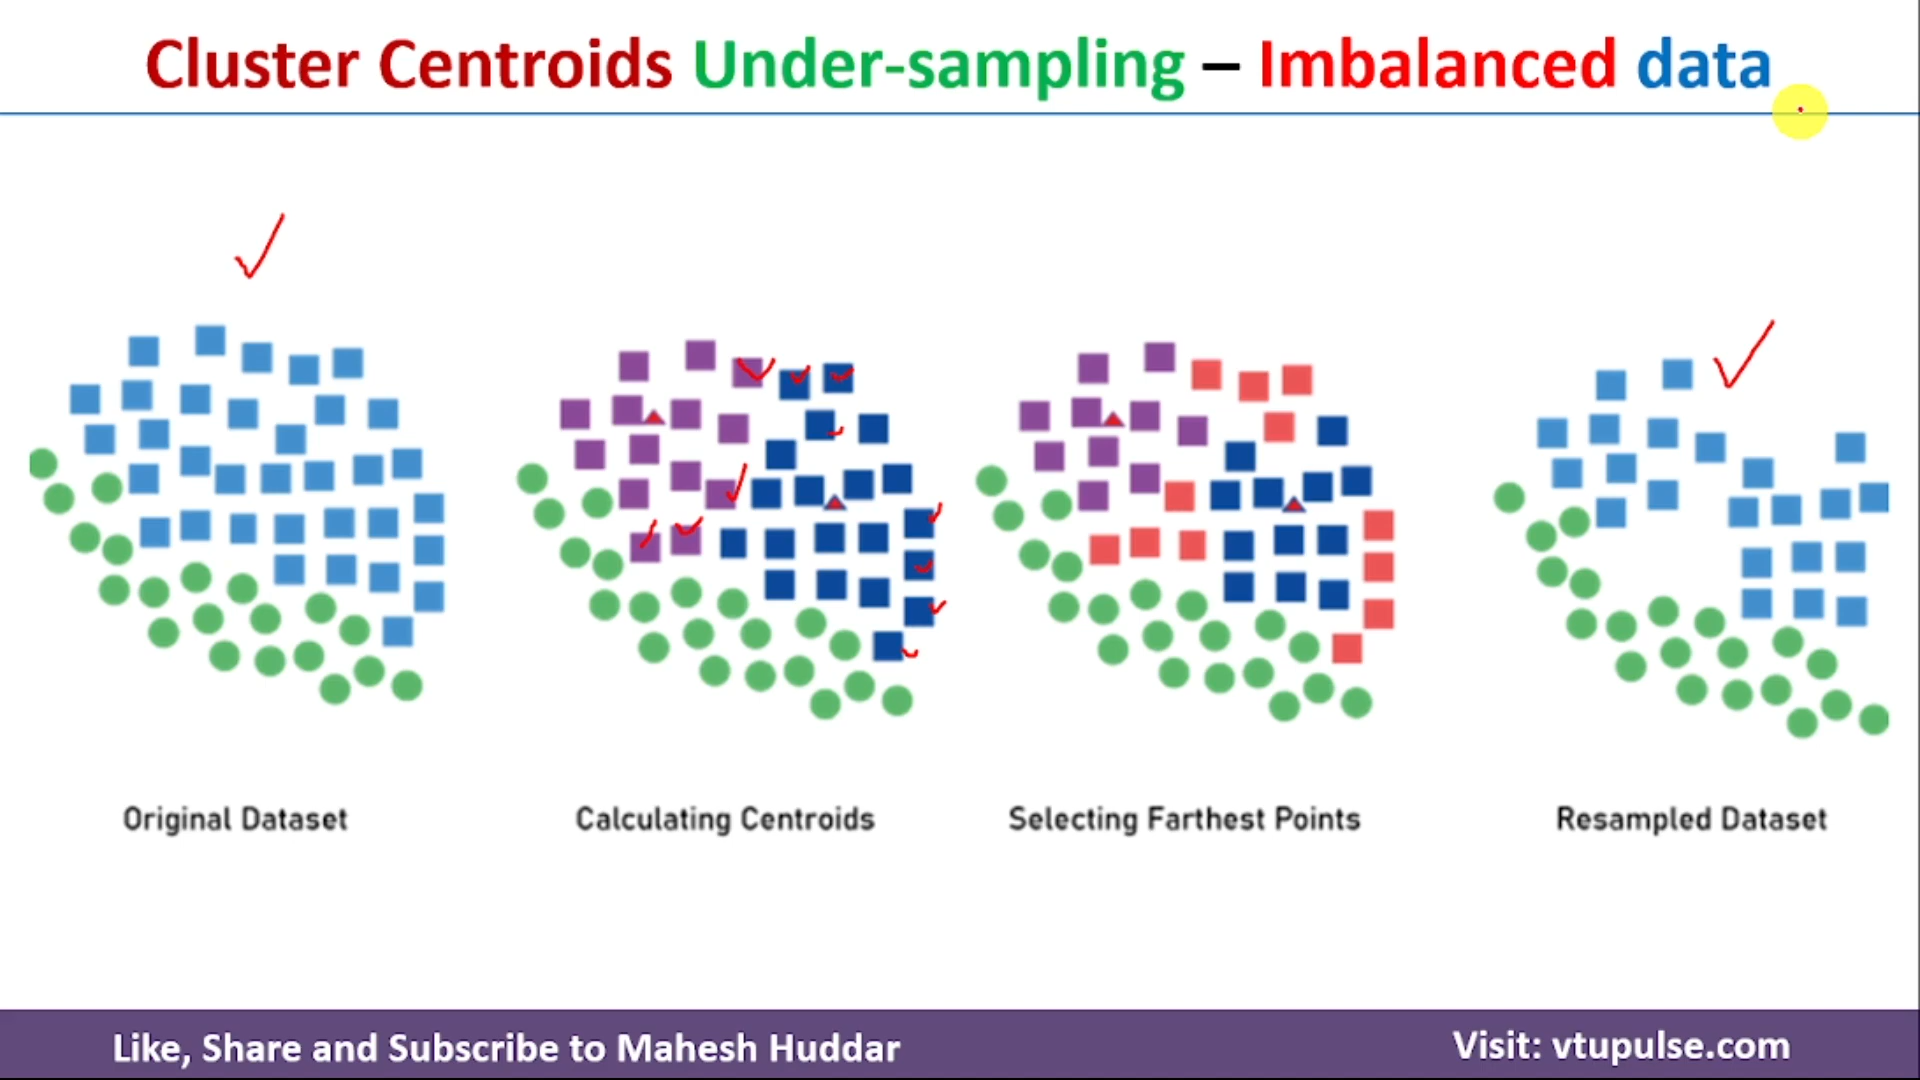 Cluster Centroids Under-sampling – Imbalanced data
Original Dataset
Calculating Centroids
Selecting Farthest Points
Resampled Dataset
Like, Share and Subscribe to Mahesh Huddar
Visit: vtupulse.com